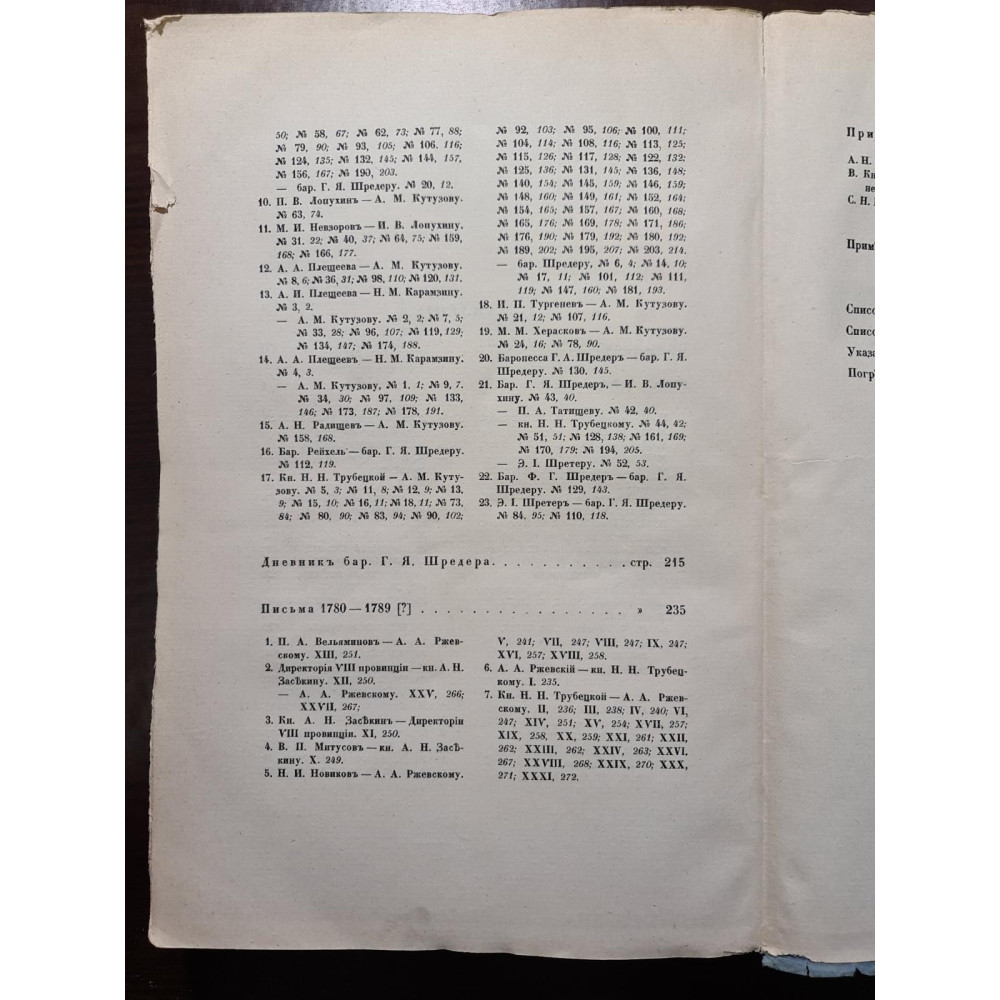 50; № 58, 67; № 62, 73; № 77, 88;
№ 79, 90; № 93, 105; № 106. 116;
№ 124, 135; № 132, 145; № 144, 157,
№ 156, 167; № 190, 203.
— бар. Г. Я. Шредеру. № 20, 12.
10. П. В. Лопухинъ — А. М. Кутузову.
№ 63, 74.
11. М. И. Невзоровъ — И. В. Лопухину.
№ 31. 22; № 40, 37; № 64, 75; № 159,
168; № 166, 177.
12. А. А. Плещеева — А. М. Кутузову.
№ 8, 6; № 36, 31; № 98, 110; № 120, 131.
13. А. И. Плещеева — Н. М. Карамзину.
№ 3, 2.
— А. М. Кутузову. № 2, 2; № 7, 5;
№ 33, 28; № 96, 107; № 119, 129;
№ 134, 147; № 174, 188.
14. А. А. Плещеевъ — Н. М. Карамзину.
№ 4, 3.
— А. М. Кутузову, № 1, 1; № 9, 7.
№ 34, 30; № 97, 109; № 133,
146; № 173, 187; № 178, 191.
15. А. Н. Радищевъ — А. М. Кутузову.
№ 158, 168.
16. Бар. Рейхель — бар. Г. Я. Шредеру.
№ 112, 119.
17. Кн. Н. Н. Трубецкой — А. М. Куту-
зову. № 5, 3; № 11, 8; № 12, 9; № 13,
9; № 15, 10; № 16, 11; № 18, 11; № 73,
84; № 80, 90; № 83, 94; № 90, 102;
№ 92, 103; № 95, 106; № 100, 111;
№ 104, 114; № 108, 116; № 113, 125;
№ 115, 126; № 117, 128; № 122, 132;
№ 125, 136; № 131, 145; № 136, 148;
№ 140, 154; № 145, 159; № 146, 159;
№ 148, 160; № 149, 161; № 152, 164;
№ 154, 165; № 157, 167; № 160, 168;
№ 165, 176; № 169, 178; № 171, 186;
№ 176, 190; № 179, 192; № 180, 192;
№ 189, 202; № 195, 207; № 203, 214.
— бар. Шредеру, № 6, 4; № 14, 10;
№ 17, 11; № 101, 112; № 111,
119; № 147, 160; № 181, 193.
18. И. П. Тургеневъ — А. М. Кутузову.
№ 21, 12; № 107, 116.
19. М. М. Херасковъ — А. М. Кутузову.
№ 24, 16; № 78, 90.
20. Баронесса Г. А. Шредеръ — бар. Г. Я.
Шредеру. № 130, 145.
21. Бар. Г. Я. Шредеръ, — И. В. Лопу-
хину. № 43, 40.
— П. А. Татищеву. № 42, 40.
— кн. Н. Н. Трубецкому. № 44, 42;
№ 51, 51; № 128, 138; № 161, 169;
№ 170, 179; № 194, 205.
— Э. І. Шретеру. № 52, 53.
22. Бар. Ф. Г. Шредеръ — бар. Г. Я.
Шредеру. № 129, 143.
23. Э. І. Шретеръ — бар. Г. Я. Шредеру.
№ 84, 95; № 110, 118.
Дневникъ бар. Г. Я. Шредера. . . . . . . . . . . . стр. 215
Письма 1780 — 1789 [?] . . . . . . . . . . . . . . . . » 235
1. П. А. Вельяминовъ — А. А. Ржев-
скому. XIII, 251.
2. Директорія VIII провинціи — кн. А. Н.
Засѣкину. XII, 250.
— А. А. Ржевскому. XXV, 266;
XXVII, 267;
3. Кн. А. Н. Засѣкинъ — Директоріи
VIII провинціи. XI, 250.
4. В. П. Митусовъ — кн. А. Н. Засѣ-
кину. X. 249.
5. Н. И. Новиковъ — А. А. Ржевскому.
V, 241; VII, 247; VIII, 247; IX, 247;
XVI, 257; XVIII, 258.
6. А. А. Ржевскій — кн. Н. Н. Трубец-
кому. I. 235.
7. Кн. Н. Н. Трубецкой — А. А. Ржев-
скому. II, 236; III, 238; IV, 240; VI,
247; XIV, 251; XV, 254; XVII, 257;
XIX, 258, XX, 259; XXI, 261; XXII,
262; XXIII, 262; XXIV, 263; XXVI.
267; XXVIII, 268; XXIX, 270; XXX,
271; XXXI, 272.
При
А. Н.
В. Кн
не
С. Н.
Прим
Списо
Списо
Указа
Погр